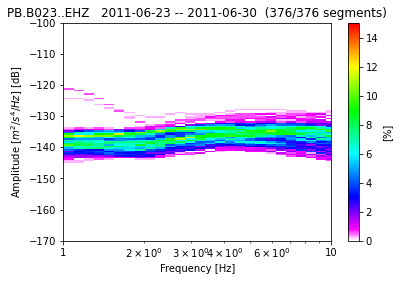 PB.B023..EHZ   2011-06-23 -- 2011-06-30  (376/376 segments)
Amplitude [m²/s⁴/Hz] [dB]
−100
−110
−120
−130
−140
−150
−160
−170
1
2 × 10⁰
3 × 10⁰
4 × 10⁰
6 × 10⁰
10
Frequency [Hz]
14
12
10
8
6
4
2
0
[%]